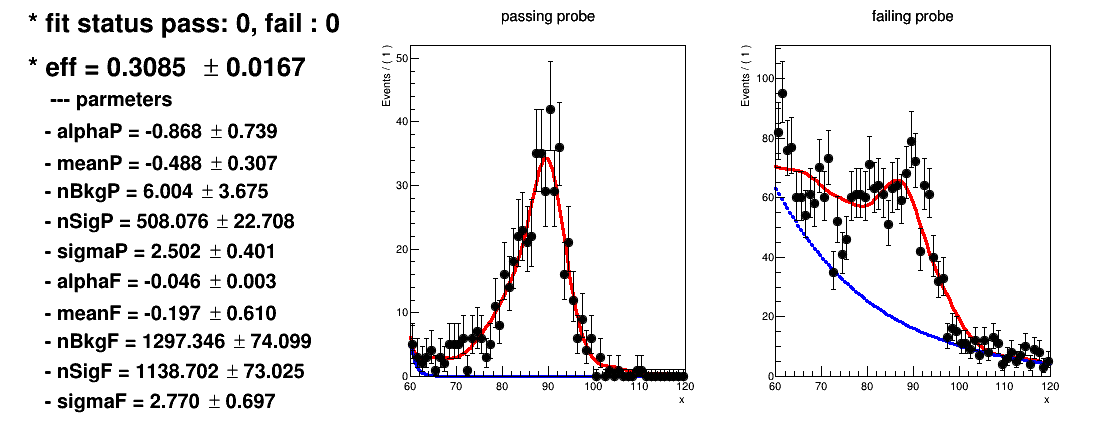 * fit status pass: 0, fail : 0
* eff = 0.3085 ± 0.0167
--- parmeters
- alphaP = -0.868 ± 0.739
- meanP = -0.488 ± 0.307
- nBkgP = 6.004 ± 3.675
- nSigP = 508.076 ± 22.708
- sigmaP = 2.502 ± 0.401
- alphaF = -0.046 ± 0.003
- meanF = -0.197 ± 0.610
- nBkgF = 1297.346 ± 74.099
- nSigF = 1138.702 ± 73.025
- sigmaF = 2.770 ± 0.697
passing probe
Events / ( 1 )
50
40
30
20
10
0
60 70 80 90 100 110 120
x
failing probe
Events / ( 1 )
100
80
60
40
20
0
60 70 80 90 100 110 120
x